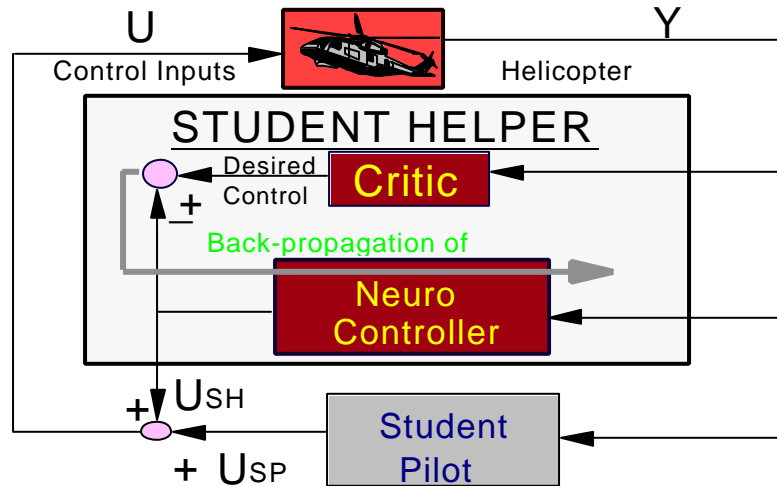 U
Y
Control Inputs
Helicopter
STUDENT HELPER
Desired
Control
Critic
+
−
Back-propagation of
Neuro
Controller
USH
+
+ USP
Student
Pilot